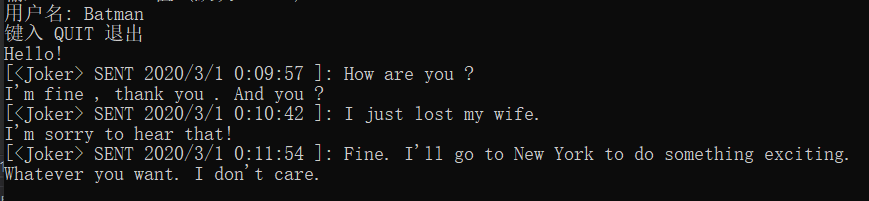 用户名: Batman
键入 QUIT 退出
Hello!
[<Joker> SENT 2020/3/1 0:09:57 ]: How are you ?
I'm fine , thank you . And you ?
[<Joker> SENT 2020/3/1 0:10:42 ]: I just lost my wife.
I'm sorry to hear that!
[<Joker> SENT 2020/3/1 0:11:54 ]: Fine. I'll go to New York to do something exciting.
Whatever you want. I don't care.